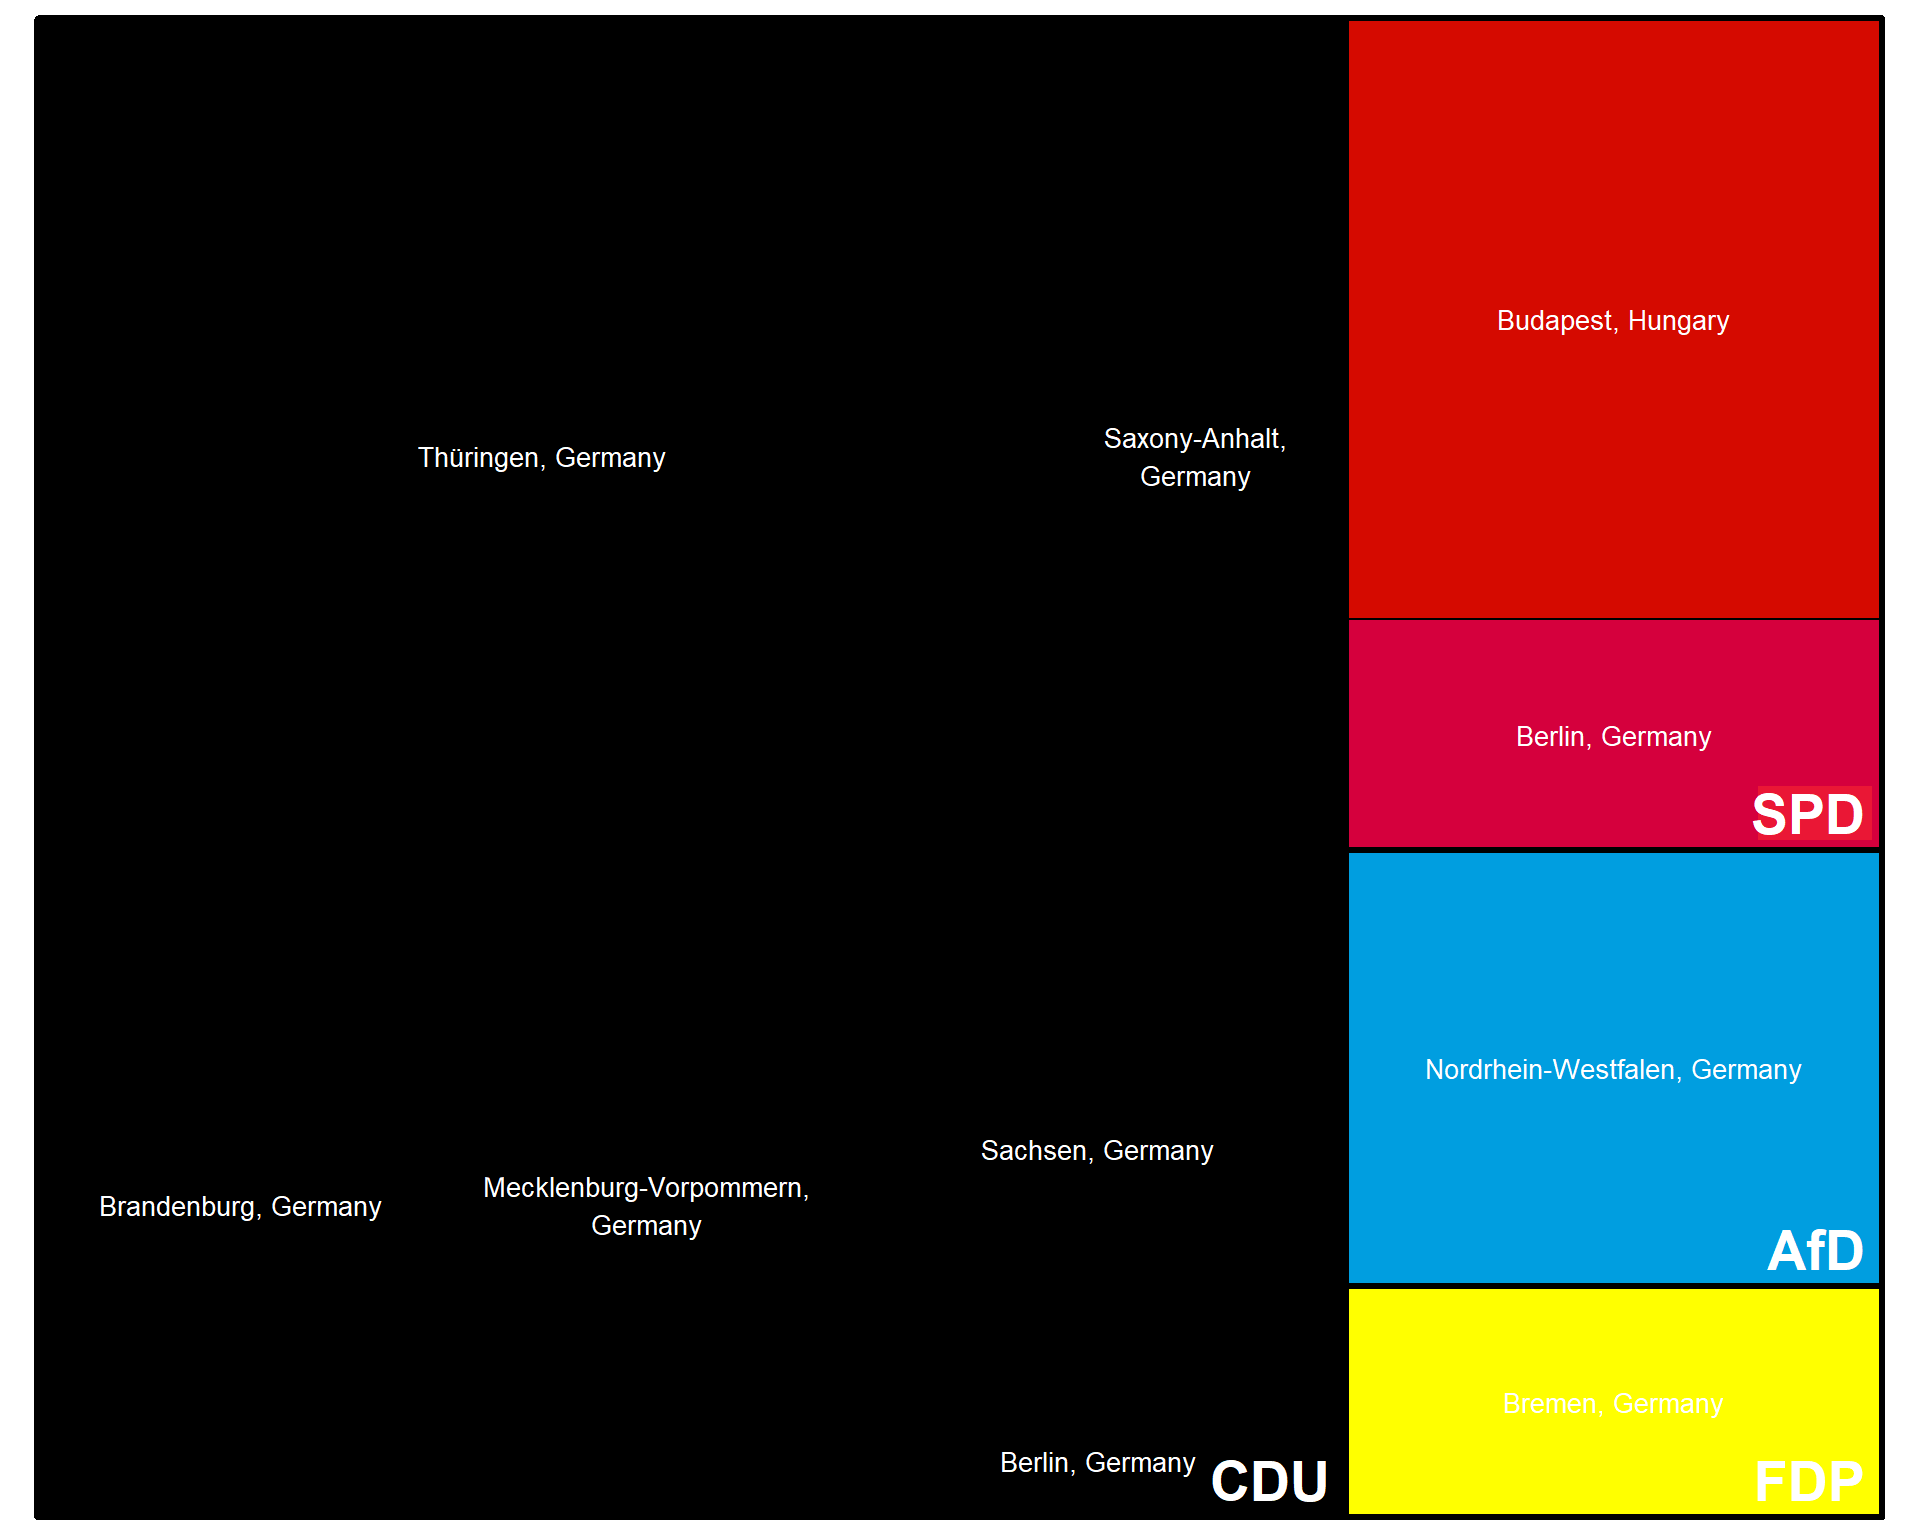 Thüringen, Germany
Saxony-Anhalt,
Germany
Brandenburg, Germany
Mecklenburg-Vorpommern,
Germany
Sachsen, Germany
Berlin, Germany
CDU
Budapest, Hungary
Berlin, Germany
SPD
Nordrhein-Westfalen, Germany
AfD
Bremen, Germany
FDP